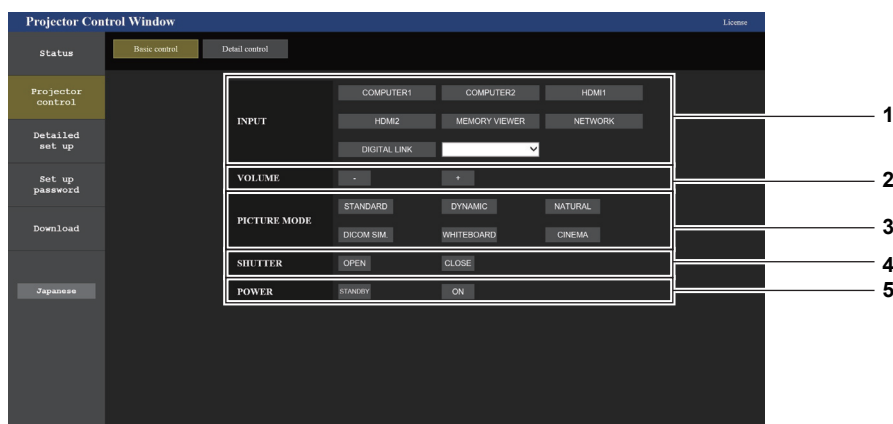 Projector Control Window License
Status Basic control Detail control
Projector
control
Detailed
set up
Set up
password
Download
Japanese
INPUT
COMPUTER1 COMPUTER2 HDMI1
HDMI2 MEMORY VIEWER NETWORK
DIGITAL LINK
1
VOLUME - +
2
PICTURE MODE
STANDARD DYNAMIC NATURAL
DICOM SIM. WHITEBOARD CINEMA
3
SHUTTER OPEN CLOSE
4
POWER STANDBY ON
5